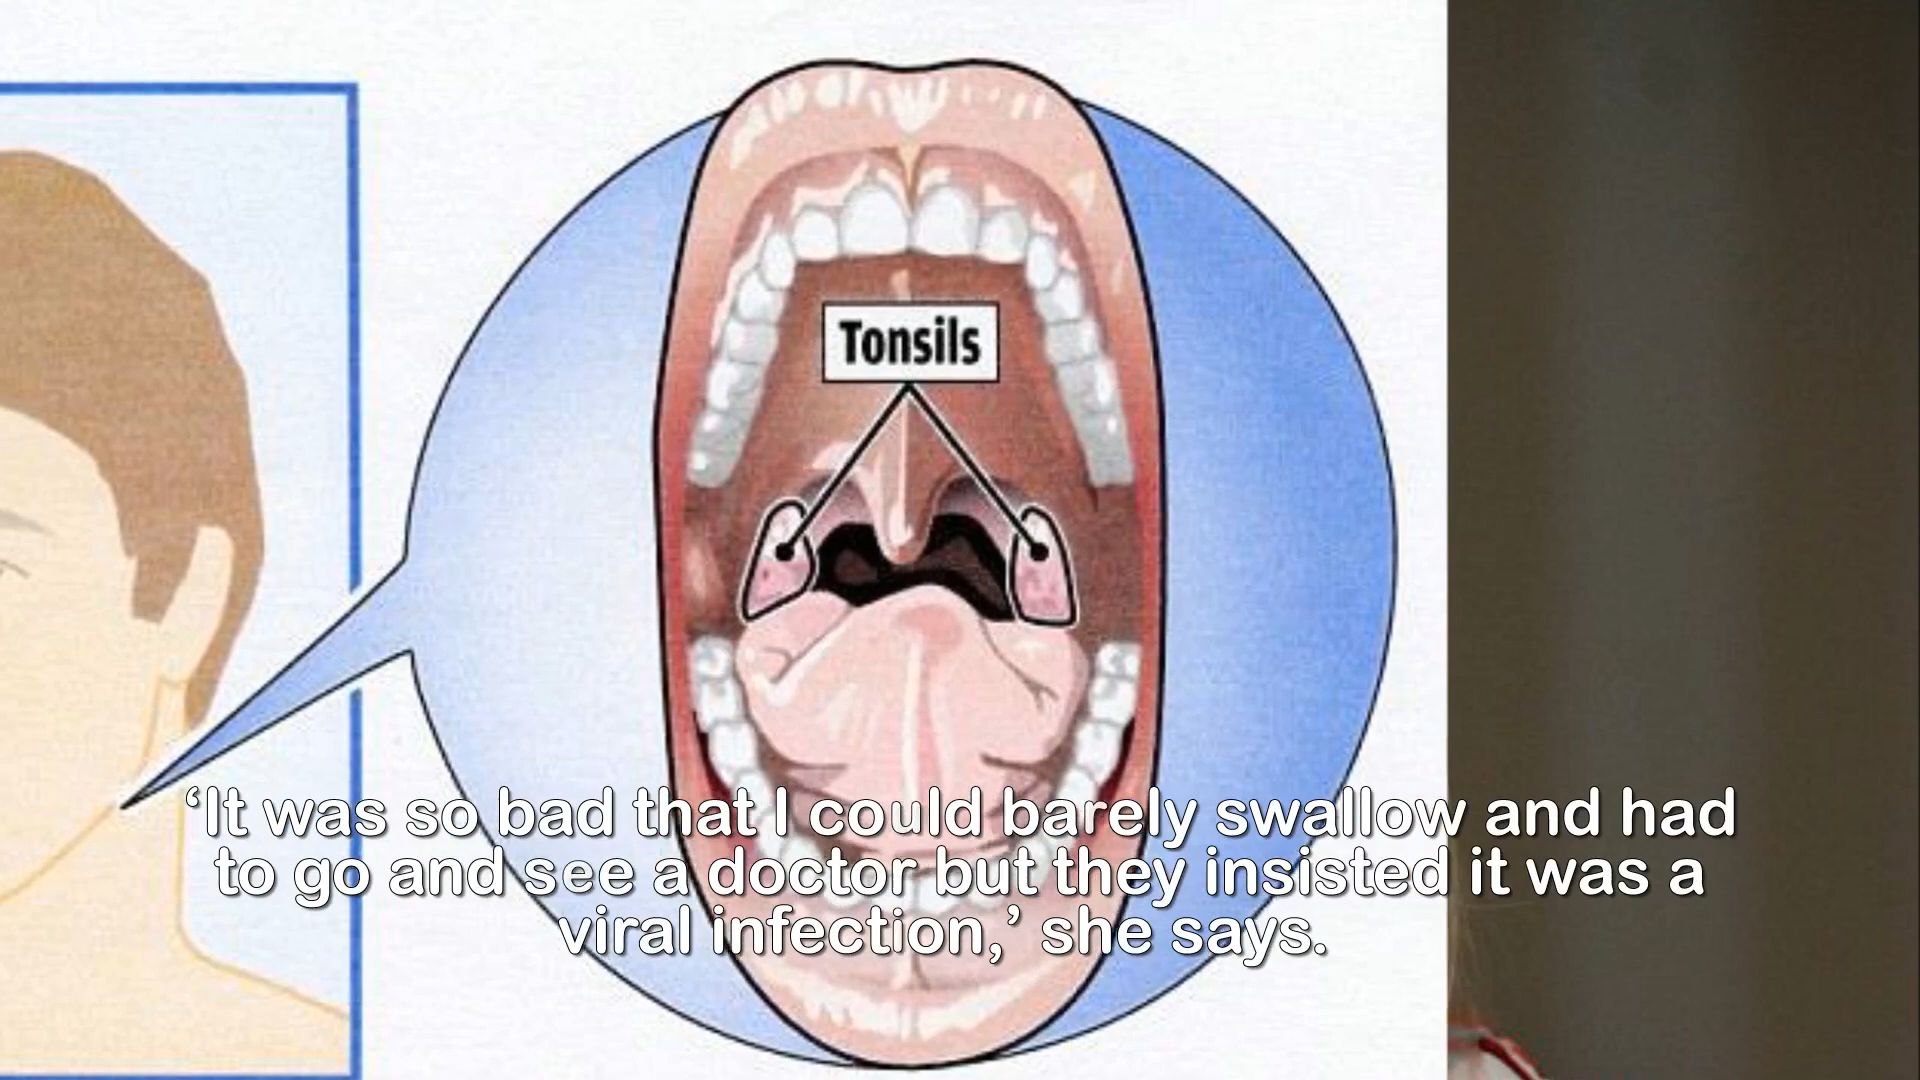 Tonsils
‘It was so bad that I could barely swallow and had
to go and see a doctor but they insisted it was a
viral infection,’ she says.